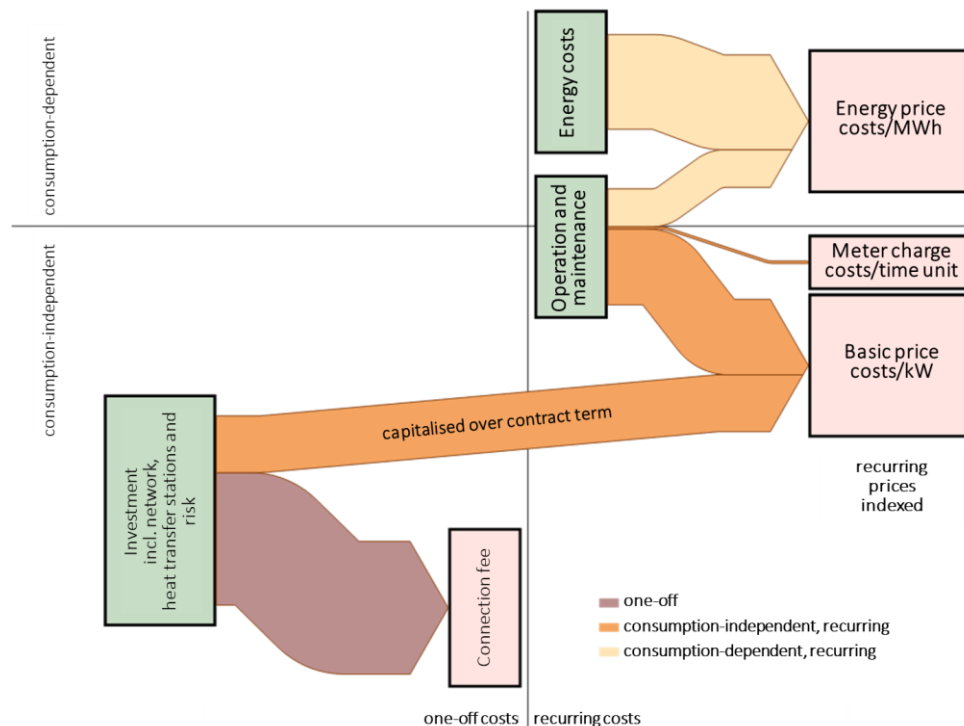 consumption-dependent
Energy costs
Energy price
costs/MWh
Operation and
maintenance
Meter charge
costs/time unit
consumption-independent
Basic price
costs/kW
capitalised over contract term
Investment
incl. network,
heat transfer stations and
risk
recurring
prices
indexed
Connection fee
one-off
consumption-independent, recurring
consumption-dependent, recurring
one-off costs
recurring costs